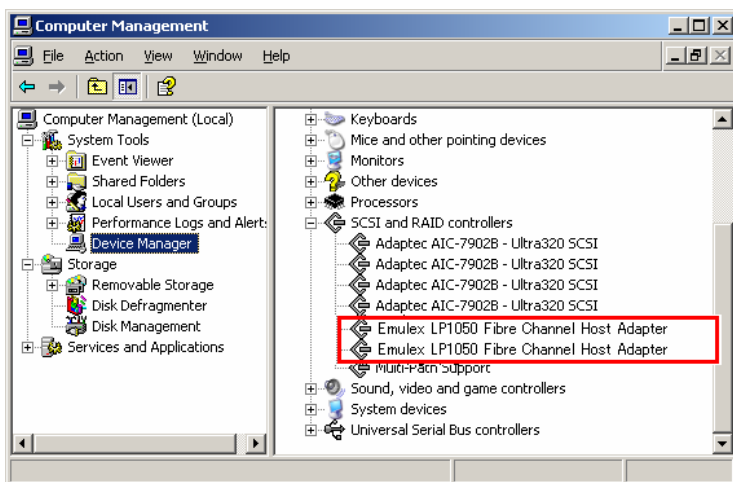 Computer Management
File Action View Window Help
Computer Management (Local)
System Tools
Event Viewer
Shared Folders
Local Users and Groups
Performance Logs and Alert:
Device Manager
Storage
Removable Storage
Disk Defragmenter
Disk Management
Services and Applications
Keyboards
Mice and other pointing devices
Monitors
Other devices
Processors
SCSI and RAID controllers
Adaptec AIC-7902B - Ultra320 SCSI
Adaptec AIC-7902B - Ultra320 SCSI
Adaptec AIC-7902B - Ultra320 SCSI
Adaptec AIC-7902B - Ultra320 SCSI
Emulex LP1050 Fibre Channel Host Adapter
Emulex LP1050 Fibre Channel Host Adapter
Multi-Path Support
Sound, video and game controllers
System devices
Universal Serial Bus controllers